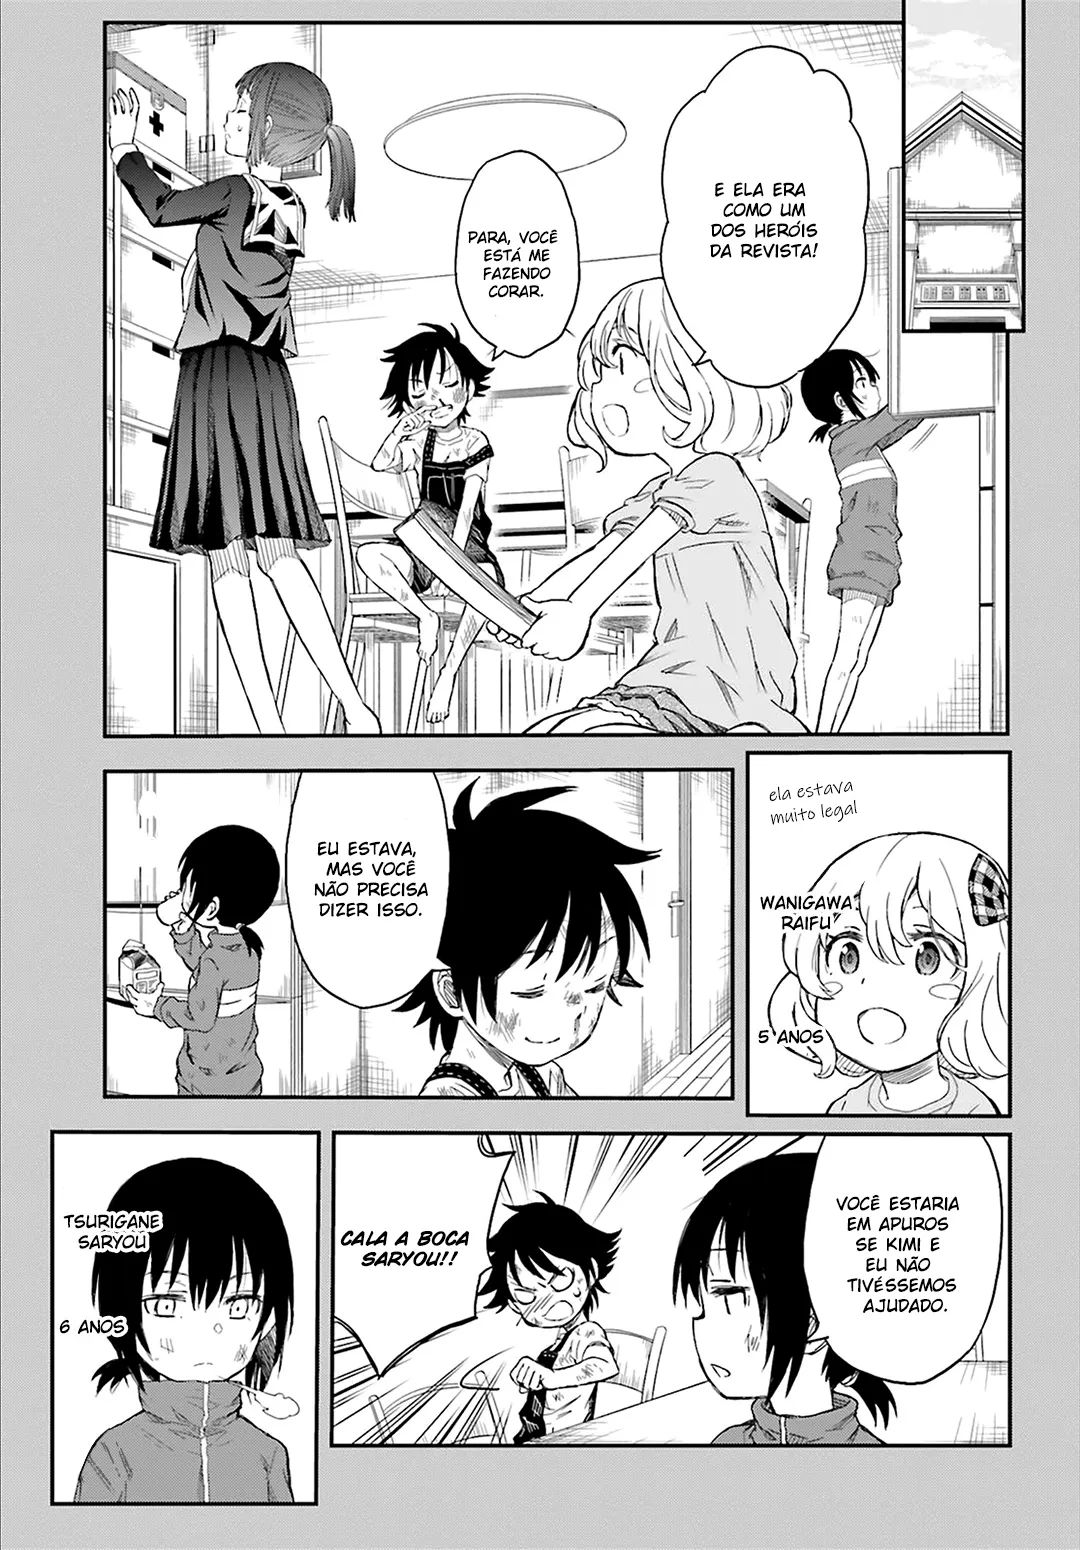 E ELA ERA
COMO UM
DOS HERÓIS
DA REVISTA!
PARA, VOCÊ
ESTÁ ME
FAZENDO
CORAR.
ela estava
muito legal
WANIGAWA
RAIFU
5 ANOS
EU ESTAVA,
MAS VOCÊ
NÃO PRECISA
DIZER ISSO.
VOCÊ ESTARIA
EM APUROS
SE KIMI E
EU NÃO
TIVÉSSEMOS
AJUDADO.
CALA A BOCA
SARYOU!!
TSURIGANE
SARYOU
6 ANOS